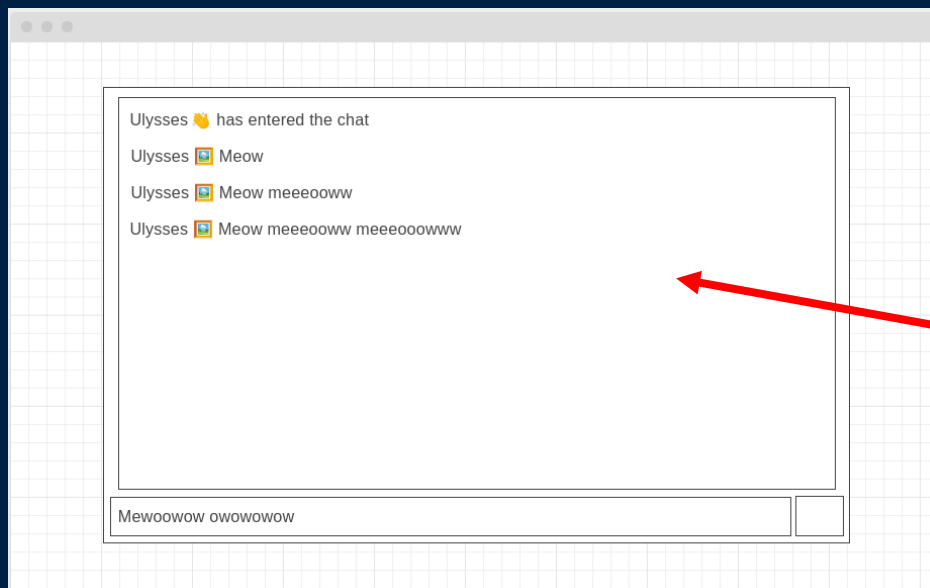 Ulysses 👋 has entered the chat
Ulysses 🖼️ Meow
Ulysses 🖼️ Meow meeeooww
Ulysses 🖼️ Meow meeeooww meeeooowww
Mewoowow owowowow